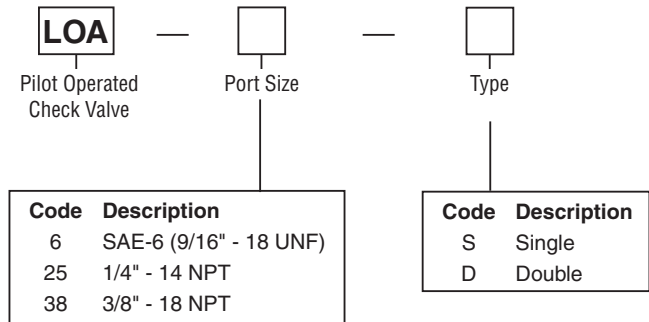 LOA — —
Pilot Operated
Check Valve
Port Size
Type
Code Description
6 SAE-6 (9/16" - 18 UNF)
25 1/4" - 14 NPT
38 3/8" - 18 NPT
Code Description
S Single
D Double